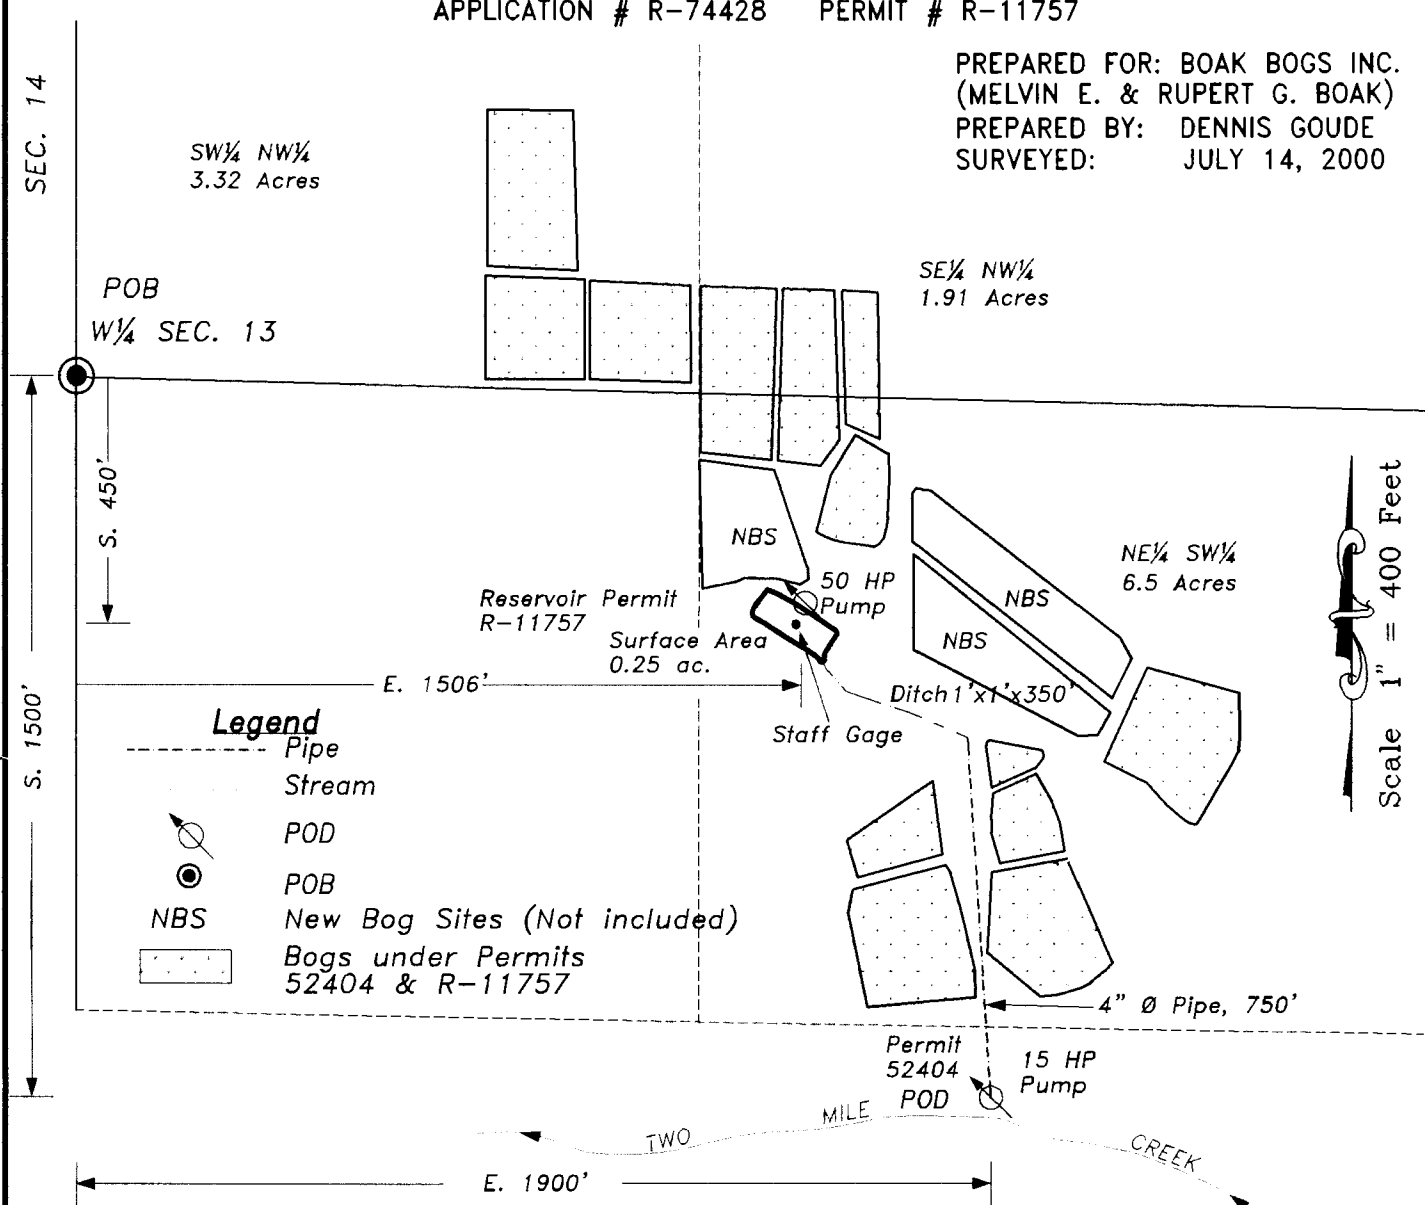 APPLICATION # R-74428 PERMIT # R-11757
PREPARED FOR: BOAK BOGS INC.
(MELVIN E. & RUPERT G. BOAK)
PREPARED BY: DENNIS GOUDE
SURVEYED: JULY 14, 2000
SEC. 14
SW¼ NW¼
3.32 Acres
SE¼ NW¼
1.91 Acres
POB
W¼ SEC. 13
S. 450'
S. 1500'
NBS
50 HP
Pump
Reservoir Permit
R-11757
Surface Area
0.25 ac.
NE¼ SW¼
6.5 Acres
NBS
NBS
Scale 1" = 400 Feet
E. 1506'
Ditch 1'x1'x350'
Staff Gage
Legend
Pipe
Stream
POD
POB
NBS New Bog Sites (Not included)
Bogs under Permits
52404 & R-11757
4" Ø Pipe, 750'
Permit
52404
POD
15 HP
Pump
TWO MILE CREEK
E. 1900'